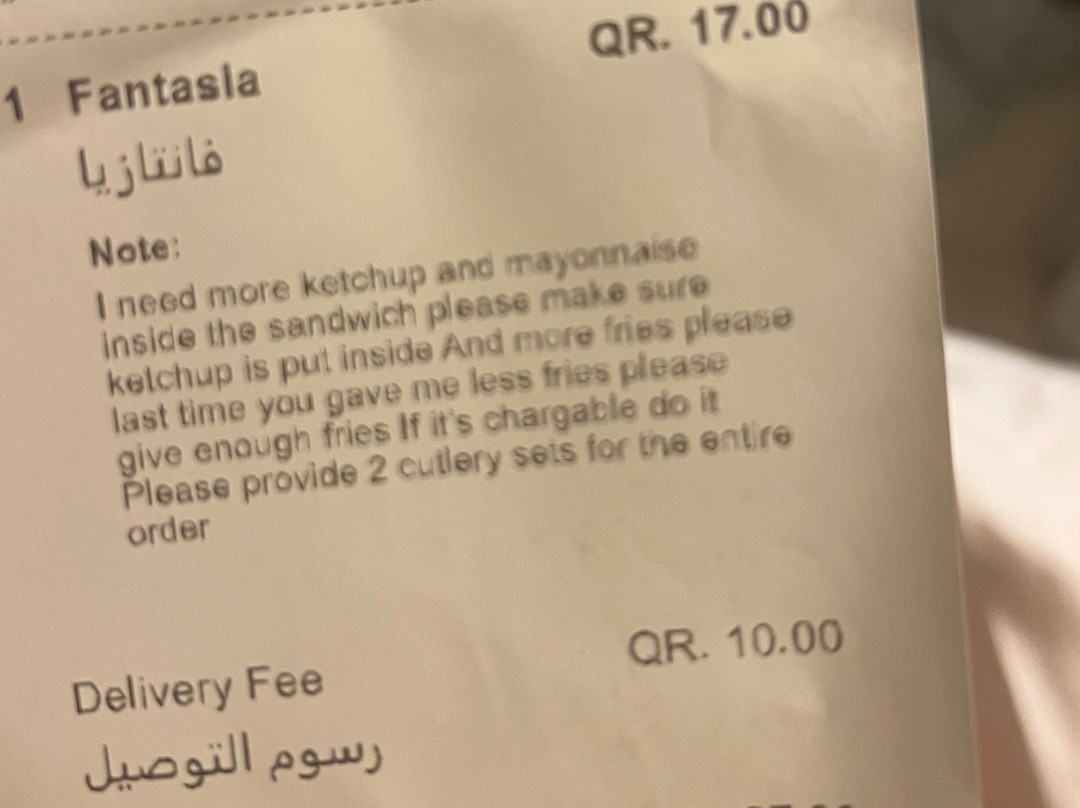 QR. 17.00
1 Fantasia
فانتازيا
Note:
I need more ketchup and mayonnaise
inside the sandwich please make sure
ketchup is put inside And more fries please
last time you gave me less fries please
give enough fries If it's chargable do it
Please provide 2 cutlery sets for the entire
order
QR. 10.00
Delivery Fee
رسوم التوصيل